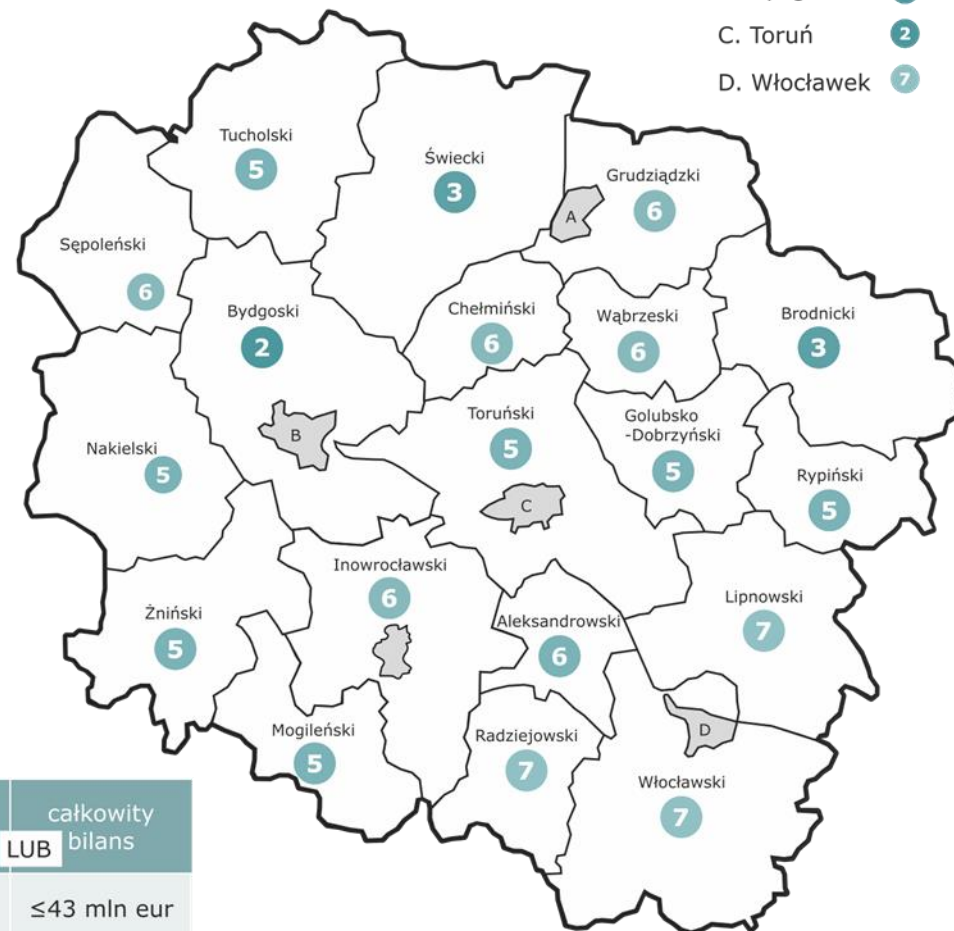 C. Toruń 2
D. Włocławek 7
Tucholski
5
Świecki
3
Grudziądzki
6
A
Sępoleński
6
Bydgoski
2
Chełmiński
6
Wąbrzeski
6
Brodnicki
3
B
Toruński
5
Golubsko
-Dobrzyński
5
Nakielski
5
Rypiński
5
C
Inowrocławski
6
Aleksandrowski
6
Lipnowski
7
Żniński
5
Mogileński
5
Radziejowski
7
D
Włocławski
7
całkowity
bilans
LUB
≤43 mln eur